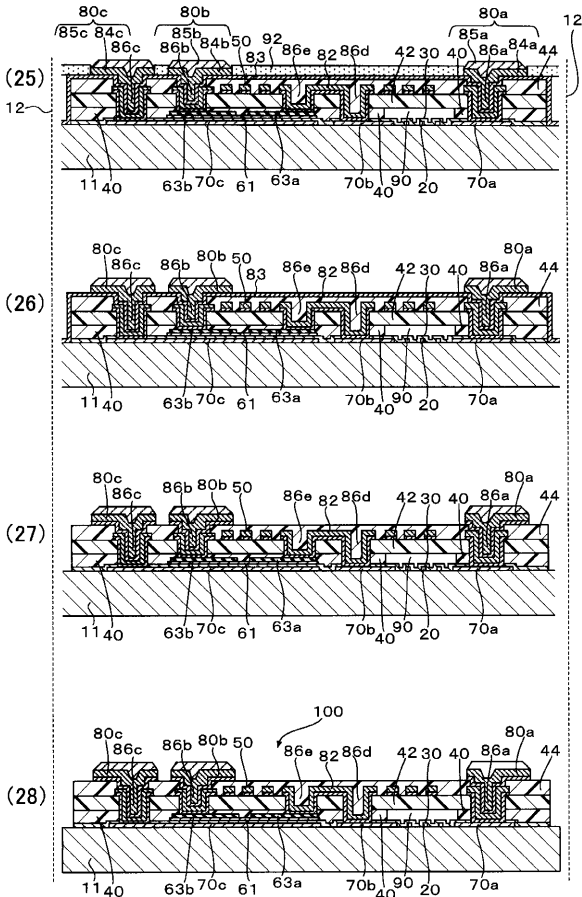 80c 80b 80a 12
85c 84c 85b 84b 92 85a
86c 86b 50 83 86e 82 86d 42 30 40 86a 84a 44
(25)
12
11 40 63b 70c 61 63a 70b 40 90 20 70a
80c 86c 86b 80b 50 83 86e 82 86d 42 30 40 86a 80a 44
(26)
11 40 63b 70c 61 63a 70b 40 90 20 70a
80c 86c 86b 80b 50 86e 82 86d 42 30 40 86a 80a 44
(27)
11 40 63b 70c 61 63a 70b 40 90 20 70a
100
80c 86c 86b 80b 50 86e 82 86d 42 30 40 86a 80a 44
(28)
11 40 63b 70c 61 63a 70b 40 90 20 70a